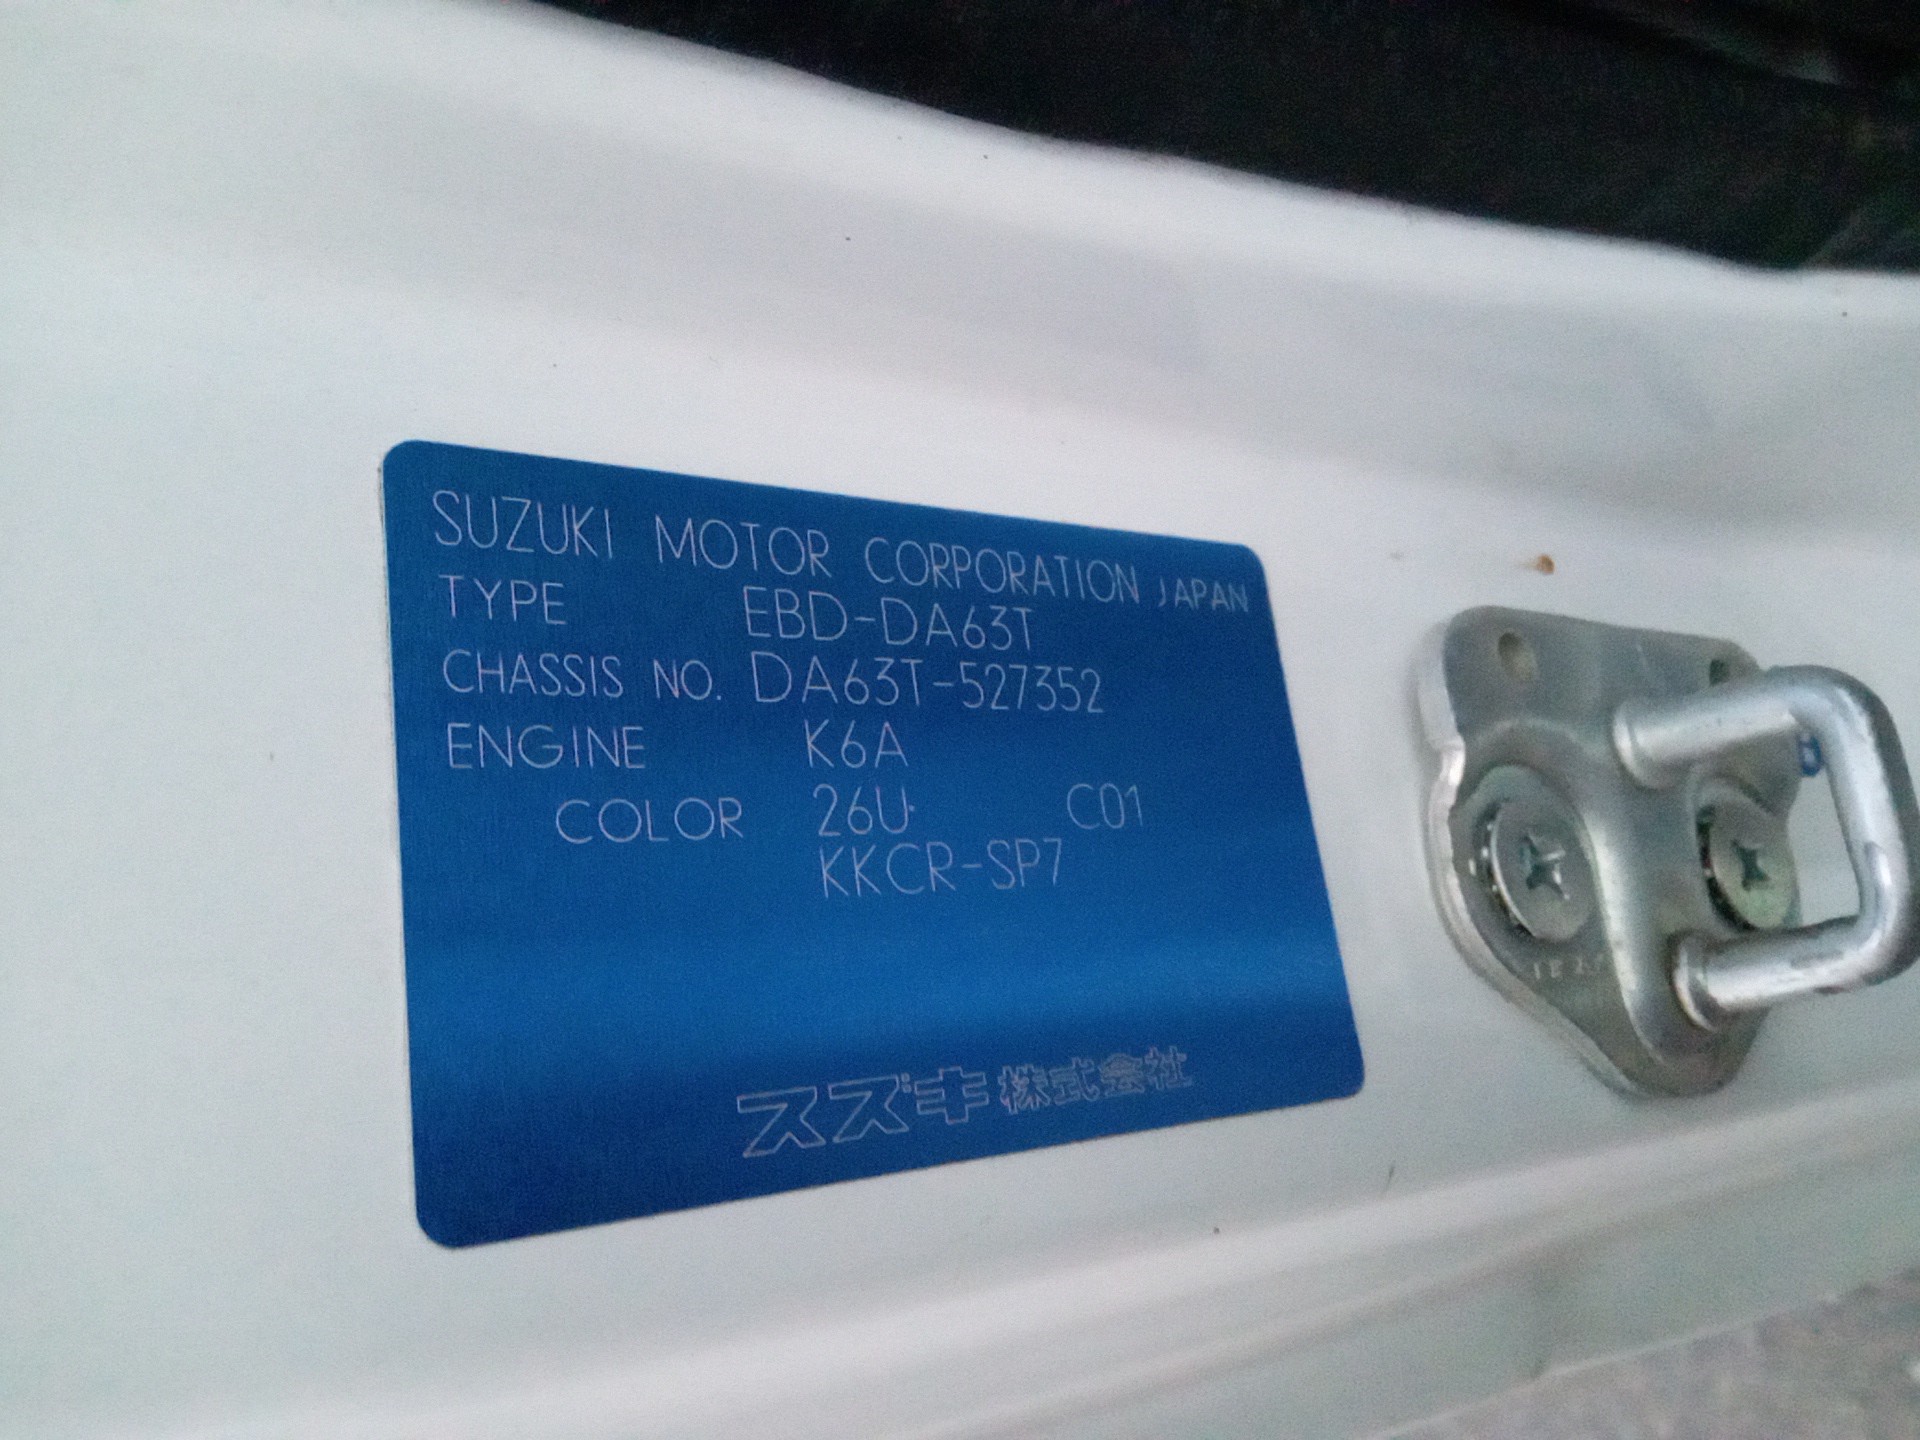 SUZUKI MOTOR CORPORATION JAPAN
TYPE EBD-DA63T
CHASSIS NO. DA63T-527352
ENGINE K6A
COLOR 26U C01
KKCR-SP7
スズキ株式会社